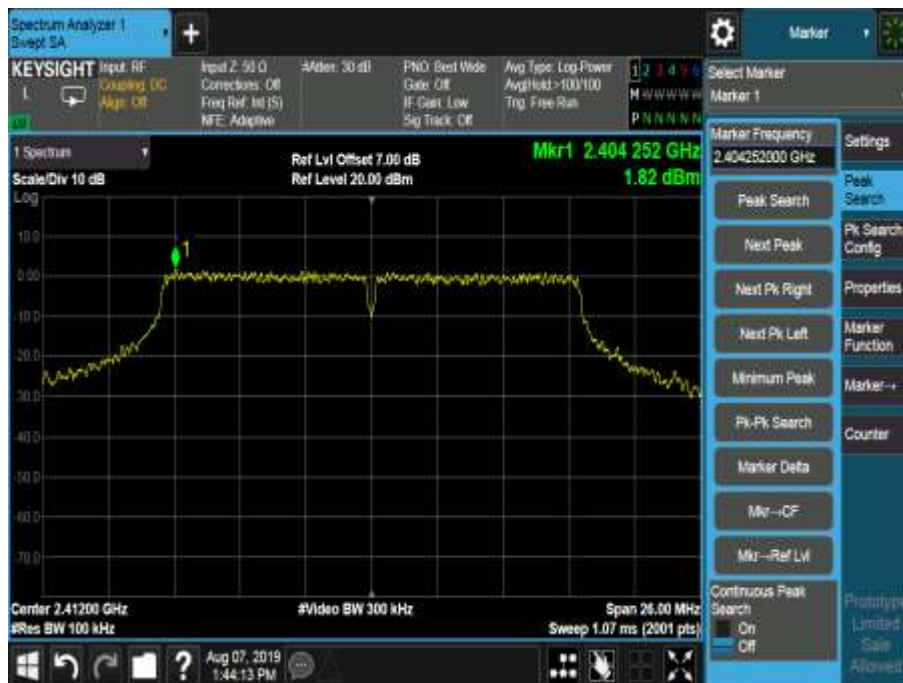 Spectrum Analyzer 1
Swept SA
+
Marker
KEYSIGHT
L
Input: RF
Coupling: DC
Align: Off
Input Z: 50 Ω
Corrections: Off
Freq Ref: Int (S)
NFE: Adaptive
#Atten: 30 dB
PNO: Best Wide
Gate: Off
IF Gain: Low
Sig Track: Off
Avg Type: Log-Power
Avg|Hold:>100/100
Trig: Free Run
1 2 3 4 5 6
M W W W W W
P N N N N N
Select Marker
Marker 1
1 Spectrum
Scale/Div 10 dB
Log
Ref Lvl Offset 7.00 dB
Ref Level 20.00 dBm
Mkr1 2.404 252 GHz
1.82 dBm
10.0
0.00
-10.0
-20.0
-30.0
-40.0
-50.0
-60.0
-70.0
1
Center 2.41200 GHz
#Res BW 100 kHz
#Video BW 300 kHz
Span 26.00 MHz
Sweep 1.07 ms (2001 pts)
Marker Frequency
2.404252000 GHz
Peak Search
Next Peak
Next Pk Right
Next Pk Left
Minimum Peak
Pk-Pk Search
Marker Delta
Mkr→CF
Mkr→Ref Lvl
Continuous Peak
Search
On
Off
Settings
Peak
Search
Pk Search
Config
Properties
Marker
Function
Marker→
Counter
Prototype
Limited
Sale
Allowed
?
Aug 07, 2019
1:44:13 PM